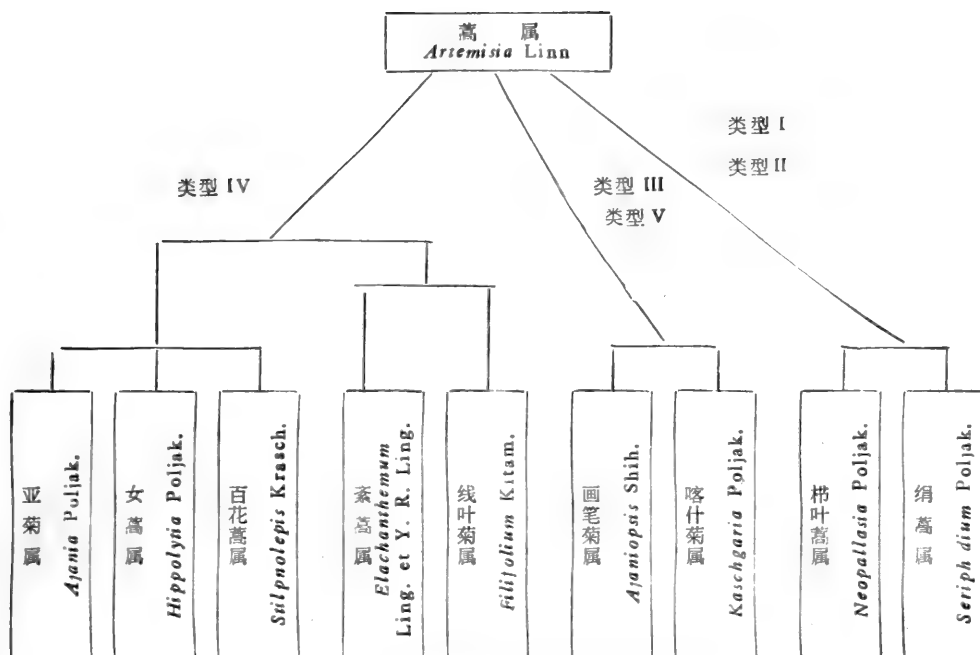 蒿 属
Artemisia Linn
类型 I
类型 II
类型 IV
类型 III
类型 V
亚菊属
Ajania Poljak.
女蒿属
Hippolytia Poljak.
百花蒿属
Stilpnolepis Krasch.
紊蒿属
Elachanthemum
Ling. et Y. R. Ling.
线叶菊属
Filifolium Kitam.
画笔菊属
Ajaniopsis Shih.
喀什菊属
Kaschgaria Poljak.
栉叶蒿属
Neopallasia Poljak.
绢蒿属
Seriphidium Poljak.